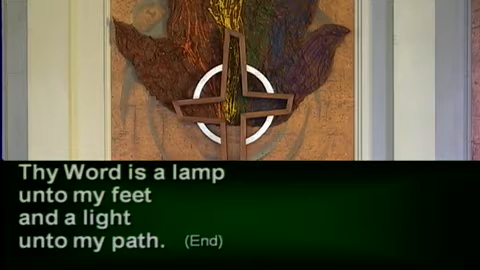 Thy Word is a lamp
unto my feet
and a light
unto my path. (End)